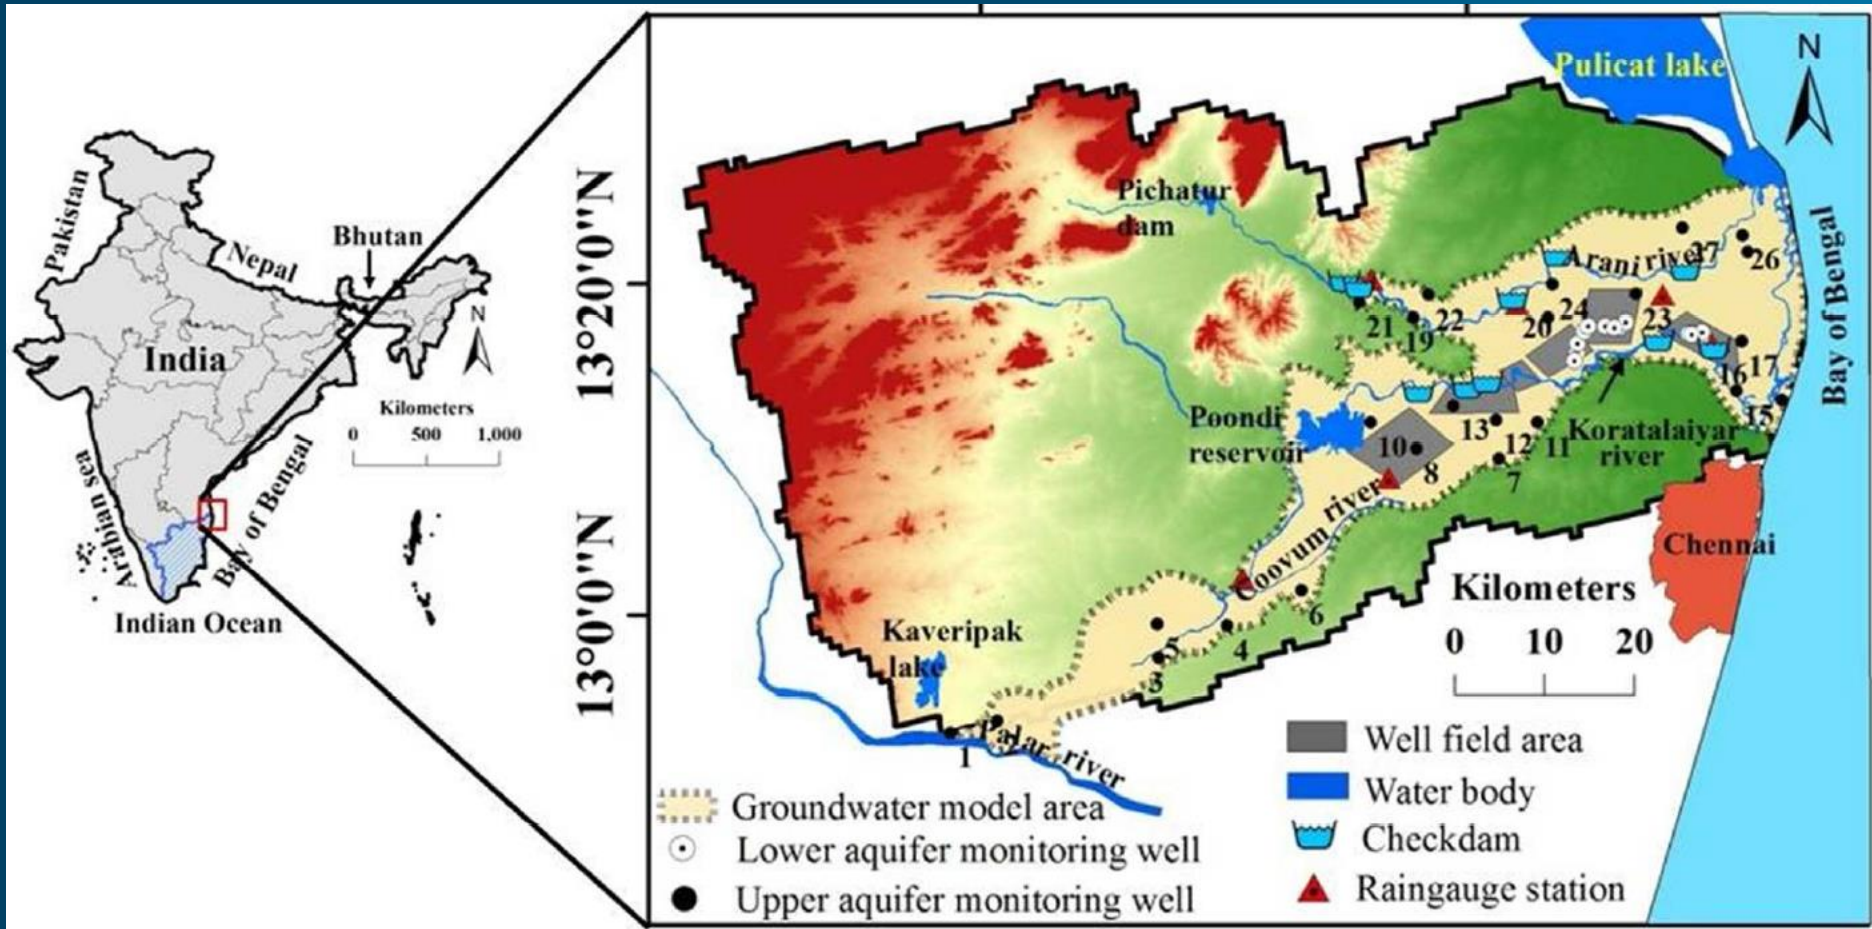 Pakistan
Nepal
Bhutan
India
N
Kilometers
0 500 1,000
Arabian sea
Bay of Bengal
Indian Ocean
13°20'0"N
13°0'0"N
Pulicat lake
N
Pichatur
dam
Arani river
27
26
24
20
23
22
21
19
17
16
15
Bay of Bengal
Poondi
reservoir
10
8
13
12
11
7
Koratalaiyar
river
Coovum river
Chennai
6
5
4
3
Kaveripak
lake
1
Palar river
Kilometers
0 10 20
Groundwater model area
Lower aquifer monitoring well
Upper aquifer monitoring well
Well field area
Water body
Checkdam
Raingauge station